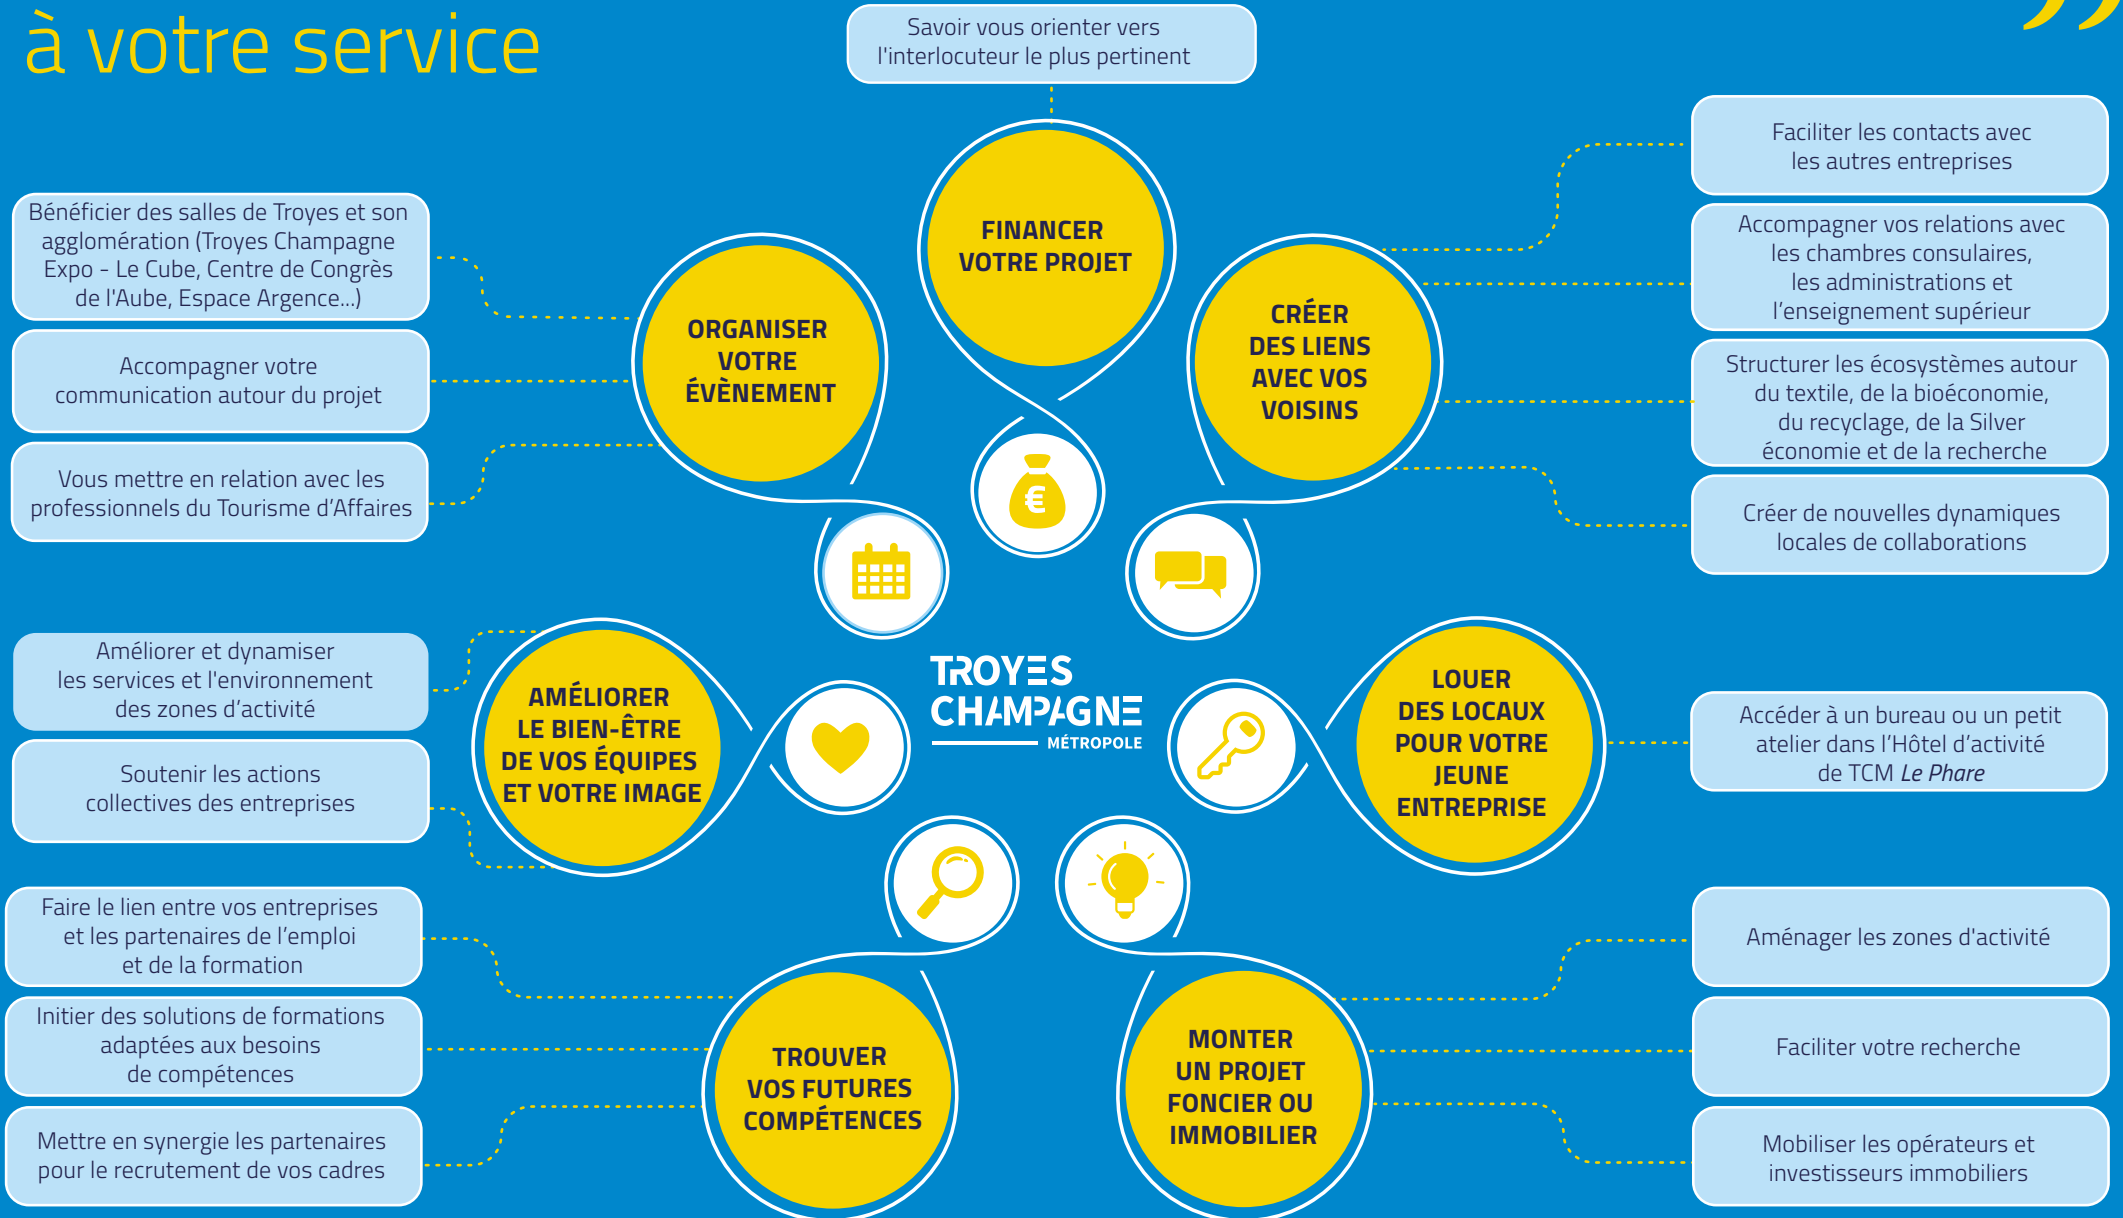 à votre service
”
Savoir vous orienter vers
l'interlocuteur le plus pertinent
FINANCER
VOTRE PROJET
€
Bénéficier des salles de Troyes et son
agglomération (Troyes Champagne
Expo - Le Cube, Centre de Congrès
de l'Aube, Espace Argence...)
Accompagner votre
communication autour du projet
Vous mettre en relation avec les
professionnels du Tourisme d’Affaires
ORGANISER
VOTRE
ÉVÈNEMENT
CRÉER
DES LIENS
AVEC VOS
VOISINS
Faciliter les contacts avec
les autres entreprises
Accompagner vos relations avec
les chambres consulaires,
les administrations et
l’enseignement supérieur
Structurer les écosystèmes autour
du textile, de la bioéconomie,
du recyclage, de la Silver
économie et de la recherche
Créer de nouvelles dynamiques
locales de collaborations
Améliorer et dynamiser
les services et l'environnement
des zones d’activité
Soutenir les actions
collectives des entreprises
AMÉLIORER
LE BIEN-ÊTRE
DE VOS ÉQUIPES
ET VOTRE IMAGE
TROYES
CHAMPAGNE
MÉTROPOLE
LOUER
DES LOCAUX
POUR VOTRE
JEUNE
ENTREPRISE
Accéder à un bureau ou un petit
atelier dans l’Hôtel d’activité
de TCM Le Phare
Faire le lien entre vos entreprises
et les partenaires de l’emploi
et de la formation
Initier des solutions de formations
adaptées aux besoins
de compétences
Mettre en synergie les partenaires
pour le recrutement de vos cadres
TROUVER
VOS FUTURES
COMPÉTENCES
MONTER
UN PROJET
FONCIER OU
IMMOBILIER
Aménager les zones d'activité
Faciliter votre recherche
Mobiliser les opérateurs et
investisseurs immobiliers